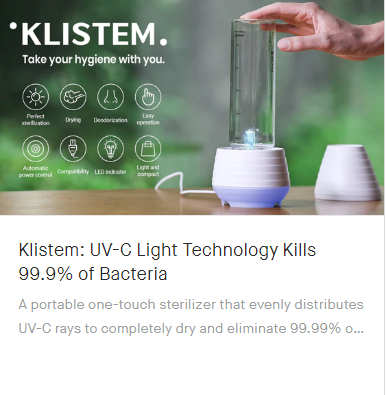 KLISTEM.
Take your hygiene with you.
Perfect sterilization
Drying
Deodorization
Easy operation
Automatic power control
Compatibility
LED indicator
Light and compact
Klistem: UV-C Light Technology Kills
99.9% of Bacteria
A portable one-touch sterilizer that evenly distributes
UV-C rays to completely dry and eliminate 99.99% o...